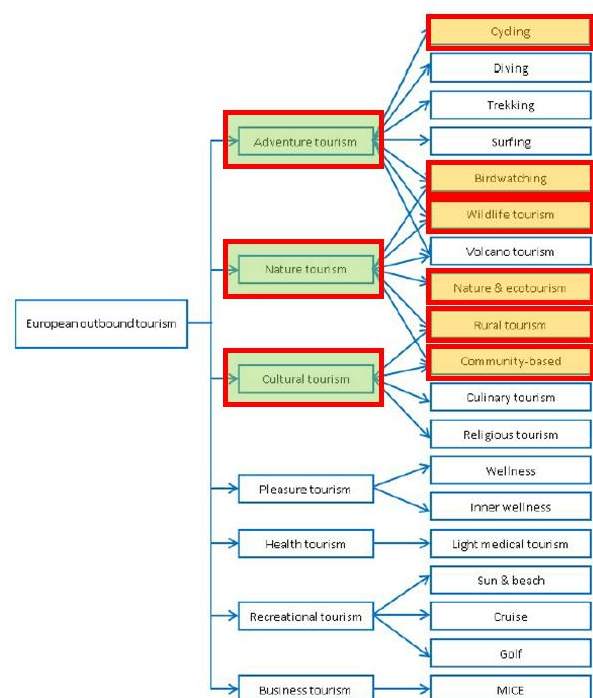 Cycling
Diving
Trekking
Adventure tourism
Surfing
Birdwatching
Wildlife tourism
Volcano tourism
Nature tourism
Nature & ecotourism
European outbound tourism
Rural tourism
Community-based
Cultural tourism
Culinary tourism
Religious tourism
Wellness
Pleasure tourism
Inner wellness
Health tourism
Light medical tourism
Sun & beach
Recreational tourism
Cruise
Golf
Business tourism
MICE